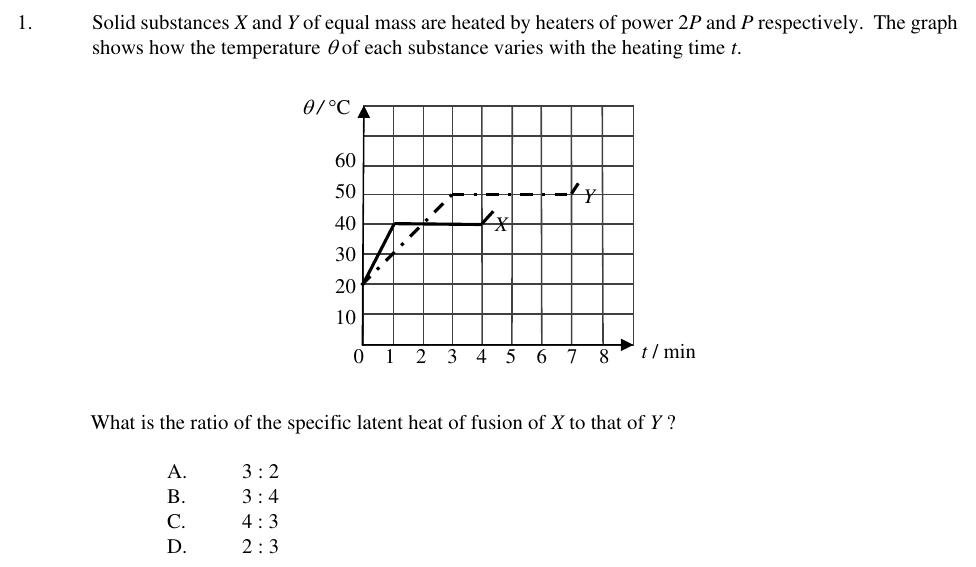 1. Solid substances X and Y of equal mass are heated by heaters of power 2P and P respectively. The graph
shows how the temperature θ of each substance varies with the heating time t.
θ / °C
60
50
40
30
20
10
Y
X
0 1 2 3 4 5 6 7 8 t / min
What is the ratio of the specific latent heat of fusion of X to that of Y ?
A. 3 : 2
B. 3 : 4
C. 4 : 3
D. 2 : 3